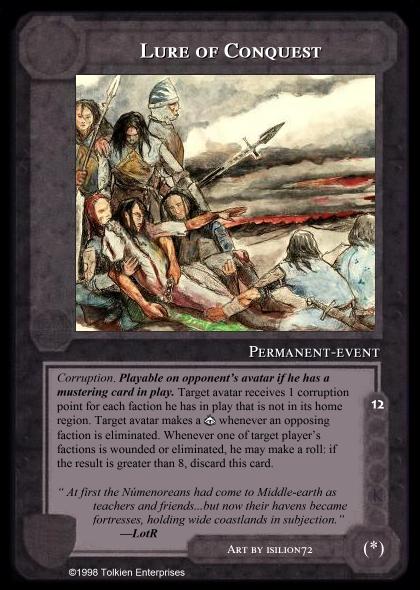 Lure of Conquest
Permanent-event
Corruption. Playable on opponent's avatar if he has a
mustering card in play. Target avatar receives 1 corruption
point for each faction he has in play that is not in its home
region. Target avatar makes a whenever an opposing
faction is eliminated. Whenever one of target player's
factions is wounded or eliminated, he may make a roll: if
the result is greater than 8, discard this card.
12
“ At first the Númenoreans had come to Middle-earth as
teachers and friends...but now their havens became
fortresses, holding wide coastlands in subjection.”
—LotR
Art by isilion72
(*)
©1998 Tolkien Enterprises